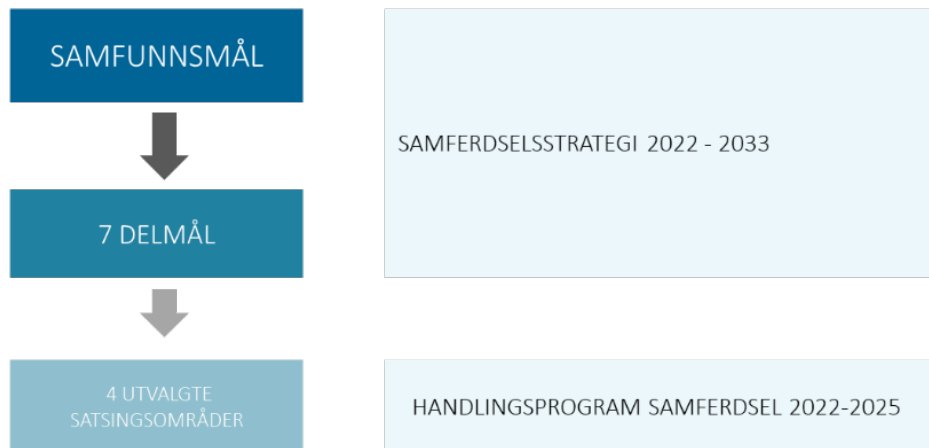 SAMFUNNSMÅL
SAMFERDSELSSTRATEGI 2022 - 2033
7 DELMÅL
4 UTVALGTE
SATSINGSOMRÅDER
HANDLINGSPROGRAM SAMFERDSEL 2022-2025